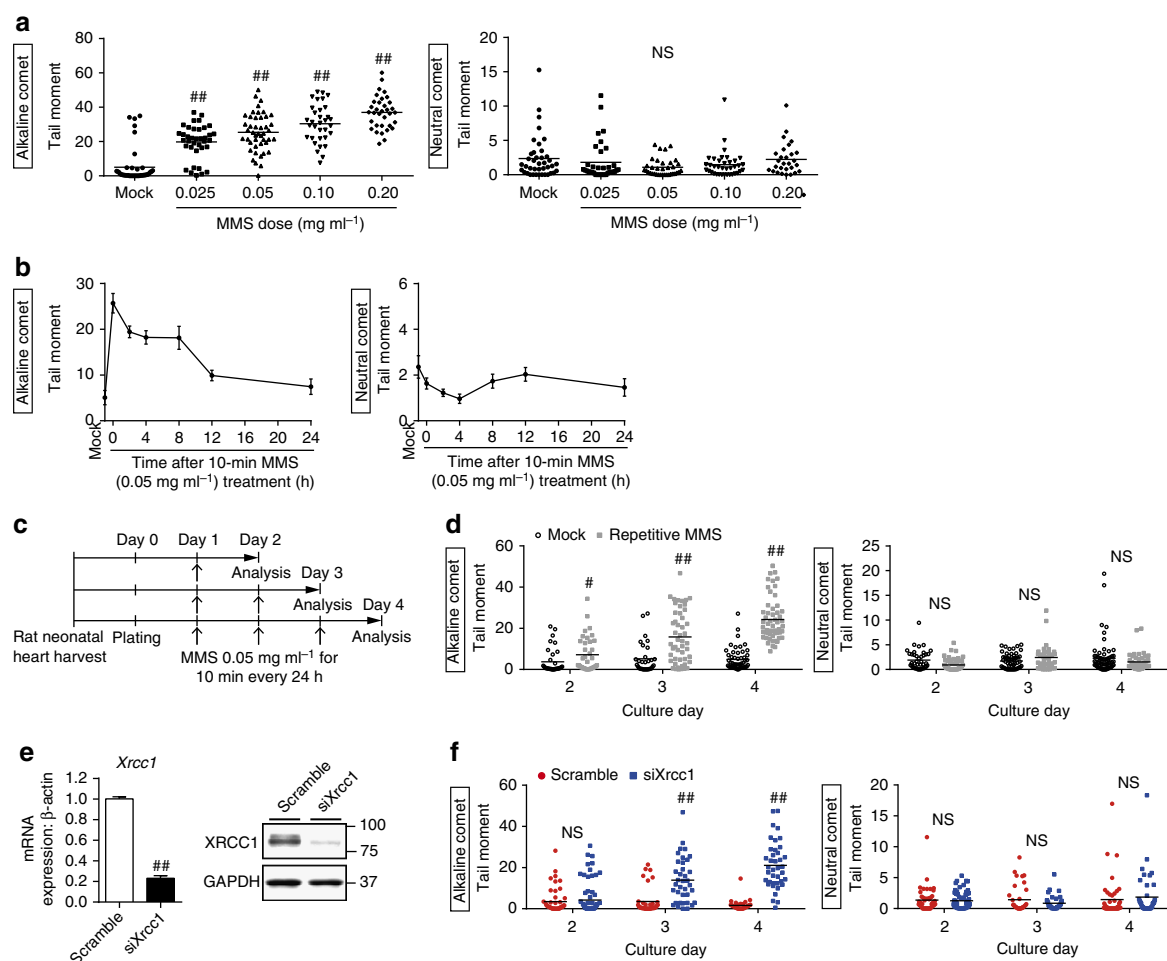 a
Alkaline comet
Tail moment
80
60
40
20
0
##
##
##
##
Mock
0.025
0.05
0.10
0.20
MMS dose (mg ml⁻¹)
Neutral comet
Tail moment
20
15
10
5
0
NS
Mock
0.025
0.05
0.10
0.20
MMS dose (mg ml⁻¹)
b
Alkaline comet
Tail moment
30
20
10
0
Mock
0
4
8
12
16
20
24
Time after 10-min MMS
(0.05 mg ml⁻¹) treatment (h)
Neutral comet
Tail moment
6
4
2
0
Mock
0
4
8
12
16
20
24
Time after 10-min MMS
(0.05 mg ml⁻¹) treatment (h)
c
Day 0
Day 1
Day 2
Analysis
Day 3
Analysis
Day 4
Analysis
Rat neonatal
heart harvest
Plating
MMS 0.05 mg ml⁻¹ for
10 min every 24 h
d
Mock
Repetitive MMS
Alkaline comet
Tail moment
60
40
20
0
#
##
##
2
3
4
Culture day
Neutral comet
Tail moment
25
20
15
10
5
0
NS
NS
NS
2
3
4
Culture day
e
Xrcc1
mRNA
expression: β-actin
1.2
1.0
0.8
0.6
0.4
0.2
0
##
Scramble
siXrcc1
Scramble
siXrcc1
XRCC1
100
75
GAPDH
37
f
Scramble
siXrcc1
Alkaline comet
Tail moment
60
40
20
0
NS
##
##
2
3
4
Culture day
Neutral comet
Tail moment
20
15
10
5
0
NS
NS
NS
2
3
4
Culture day